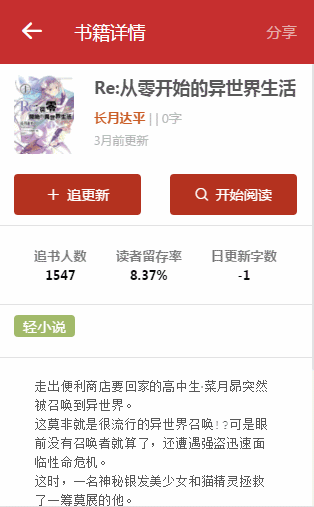 书籍详情
分享
Re:从零开始的异世界生活
长月达平 || 0字
3月前更新
+ 追更新
开始阅读
追书人数
读者留存率
日更新字数
1547
8.37%
-1
轻小说
走出便利商店要回家的高中生·菜月昴突然
被召唤到异世界。
这莫非就是很流行的异世界召唤!?可是眼
前没有召唤者就算了，还遭遇强盗迅速面
临性命危机。
这时，一名神秘银发美少女和猫精灵拯救
了一筹莫展的他。